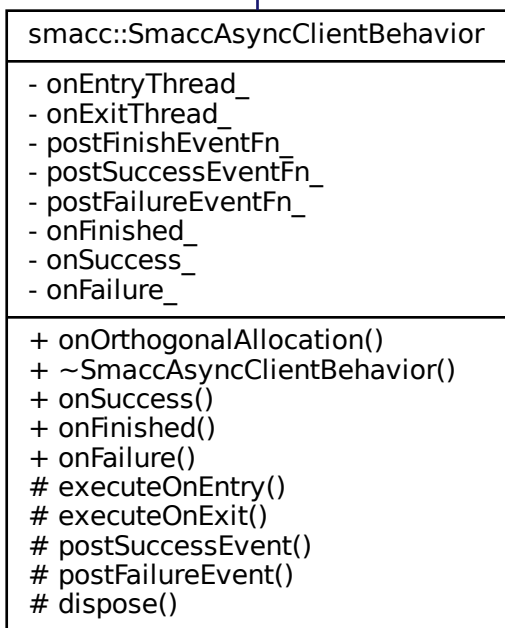 smacc::SmaccAsyncClientBehavior
- onEntryThread_
- onExitThread_
- postFinishEventFn_
- postSuccessEventFn_
- postFailureEventFn_
- onFinished_
- onSuccess_
- onFailure_
+ onOrthogonalAllocation()
+ ~SmaccAsyncClientBehavior()
+ onSuccess()
+ onFinished()
+ onFailure()
# executeOnEntry()
# executeOnExit()
# postSuccessEvent()
# postFailureEvent()
# dispose()